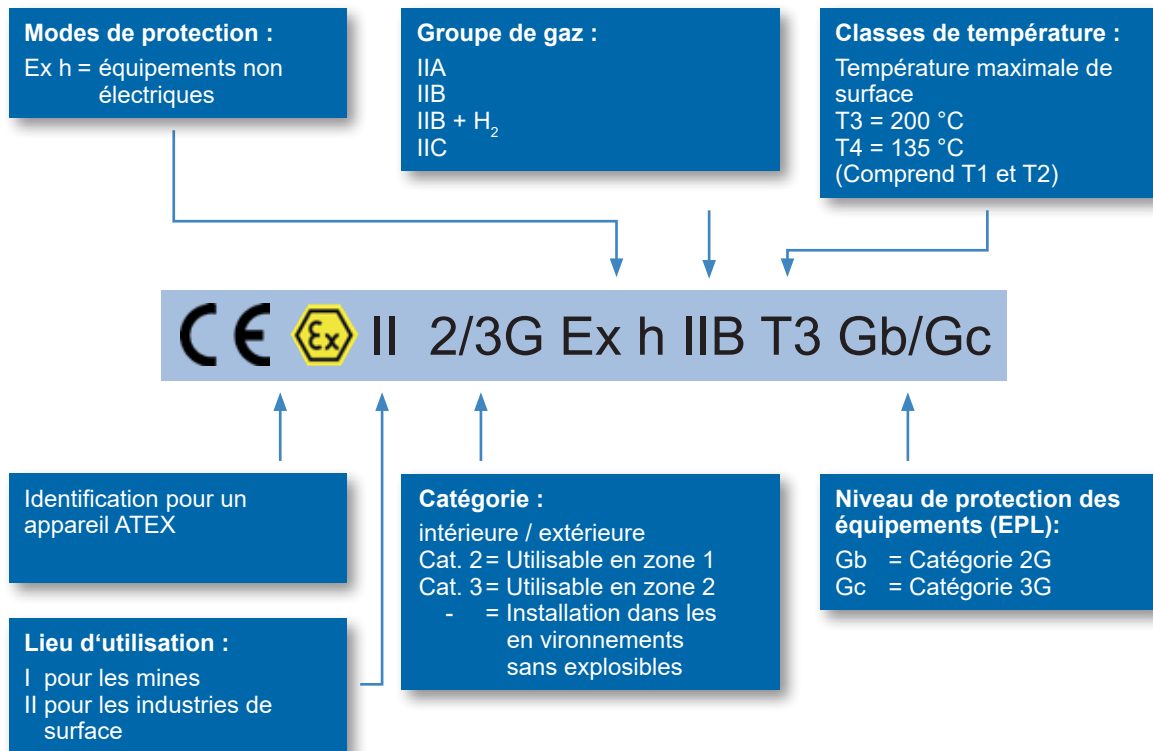 Modes de protection :
Ex h = équipements non
électriques
Groupe de gaz :
IIA
IIB
IIB + H₂
IIC
Classes de température :
Température maximale de
surface
T3 = 200 °C
T4 = 135 °C
(Comprend T1 et T2)
CE Ex II 2/3G Ex h IIB T3 Gb/Gc
Identification pour un
appareil ATEX
Lieu d‘utilisation :
I pour les mines
II pour les industries de
surface
Catégorie :
intérieure / extérieure
Cat. 2 = Utilisable en zone 1
Cat. 3 = Utilisable en zone 2
- = Installation dans les
en vironnements
sans explosibles
Niveau de protection des
équipements (EPL):
Gb = Catégorie 2G
Gc = Catégorie 3G